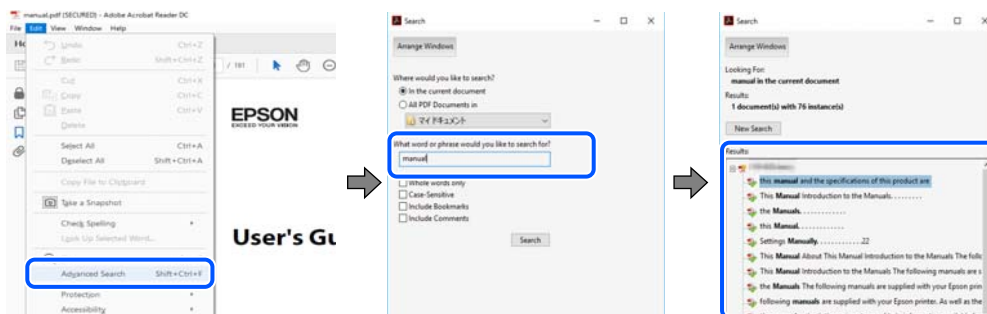 manual.pdf (SECURED) - Adobe Acrobat Reader DC
File Edit View Window Help
Undo Ctrl+Z
Shift+Ctrl+Z
Cut Ctrl+X
Copy Ctrl+C
Paste Ctrl+V
Delete
Select All Ctrl+A
Deselect All Shift+Ctrl+A
Copy File to Clipboard
Take a Snapshot
Check Spelling
Look Up Selected Word...
Advanced Search Shift+Ctrl+F
Protection
Accessibility
/ 181
EPSON
EXCEED YOUR VISION
User's Gu
Search
Arrange Windows
Where would you like to search?
In the current document
All PDF Documents in
マイ ドキュメント
What word or phrase would you like to search for?
manual
Whole words only
Case-Sensitive
Include Bookmarks
Include Comments
Search
Search
Arrange Windows
Looking For:
manual in the current document
Results:
1 document(s) with 76 instance(s)
New Search
Results:
this manual and the specifications of this product are
This Manual Introduction to the Manuals. . . . . . . . .
the Manuals. . . . . . . . . . . . .
this Manual. . . . . . . . . . . . .
Settings Manually. . . . . . . . . . . . .22
This Manual About This Manual Introduction to the Manuals The follo
This Manual Introduction to the Manuals The following manuals are s
the Manuals The following manuals are supplied with your Epson prin
following manuals are supplied with your Epson printer. As well as the